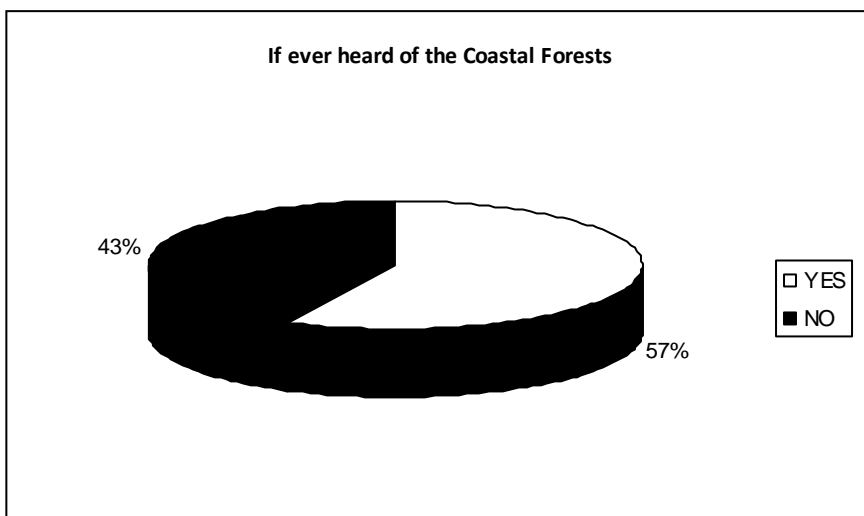 If ever heard of the Coastal Forests
43%
YES
NO
57%